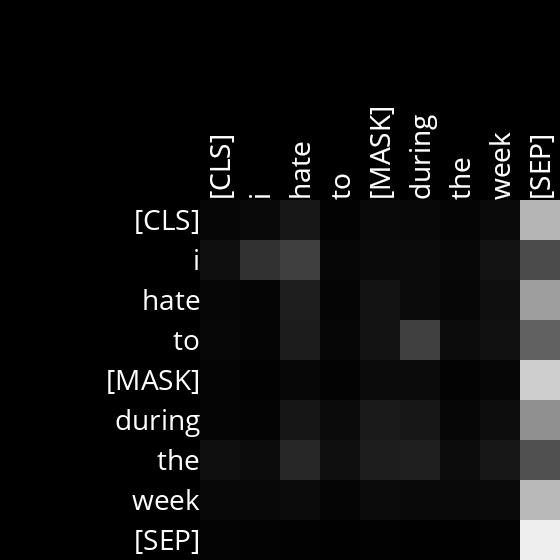 [CLS] i hate to [MASK] during the week [SEP]
[CLS]
i
hate
to
[MASK]
during
the
week
[SEP]